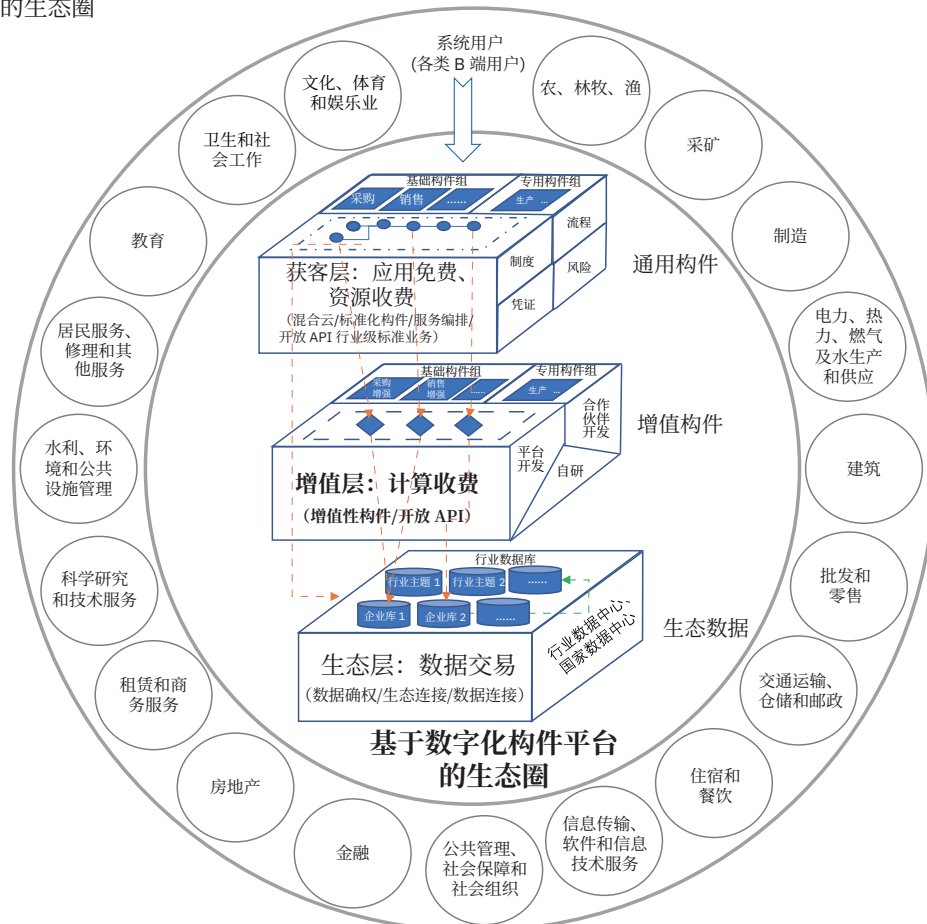 的生态圈
系统用户
(各类 B 端用户)
农、林牧、渔
采矿
制造
电力、热
力、燃气
及水生产
和供应
建筑
批发和
零售
交通运输、
仓储和邮政
住宿和
餐饮
信息传输、
软件和信息
技术服务
公共管理、
社会保障和
社会组织
金融
房地产
租赁和商
务服务
科学研究
和技术服务
水利、环
境和公共
设施管理
居民服务、
修理和其
他服务
教育
卫生和社
会工作
文化、体育
和娱乐业
基础构件组
专用构件组
采购
销售
......
生产 ...
流程
制度
风险
凭证
获客层：应用免费、
资源收费
（混合云/标准化构件/服务编排/
开放 API 行业级标准业务）
通用构件
基础构件组
专用构件组
采购
增强
销售
增强
......
生产 ...
合作
伙伴
开发
平台
开发
自研
增值层：计算收费
（增值性构件/开放 API）
增值构件
行业数据库
行业主题 1
行业主题 2
......
企业库 1
企业库 2
......
行业数据中心、
国家数据中心
生态层：数据交易
（数据确权/生态连接/数据连接）
生态数据
基于数字化构件平台
的生态圈